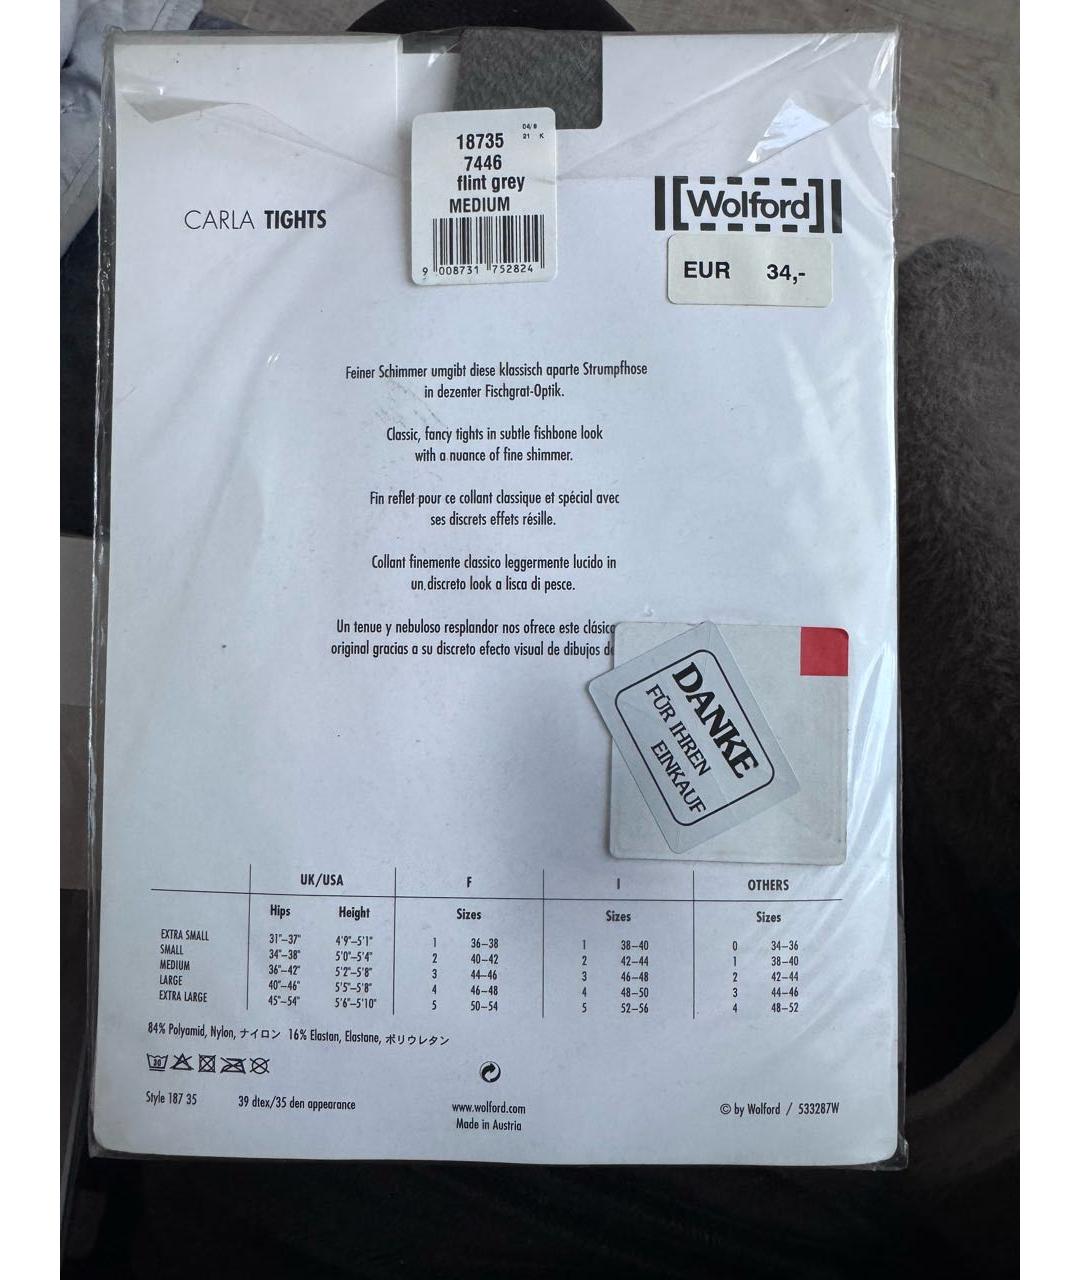 04/8
21 K
18735
7446
flint grey
MEDIUM
9 008731 752824
CARLA TIGHTS
Wolford
EUR 34,-
Feiner Schimmer umgibt diese klassisch aparte Strumpfhose
in dezenter Fischgrat-Optik.
Classic, fancy tights in subtle fishbone look
with a nuance of fine shimmer.
Fin reflet pour ce collant classique et spécial avec
ses discrets effets résille.
Collant finemente classico leggermente lucido in
un discreto look a lisca di pesce.
Un tenue y nebuloso resplandor nos ofrece este clásico
original gracias a su discreto efecto visual de dibujos
DANKE
FÜR IHREN
EINKAUF
UK/USA F I OTHERS
Hips Height Sizes Sizes Sizes
EXTRA SMALL 31"–37" 4'9"–5'1" 1 36–38 1 38–40 0 34–36
SMALL 34"–38" 5'0"–5'4" 2 40–42 2 42–44 1 38–40
MEDIUM 36"–42" 5'2"–5'8" 3 44–46 3 46–48 2 42–44
LARGE 40"–46" 5'5"–5'8" 4 46–48 4 48–50 3 44–46
EXTRA LARGE 45"–54" 5'6"–5'10" 5 50–54 5 52–56 4 48–52
84% Polyamid, Nylon, ナイロン 16% Elastan, Elastane, ポリウレタン
30
Style 187 35 39 dtex/35 den appearance
www.wolford.com
Made in Austria
© by Wolford / 533287W